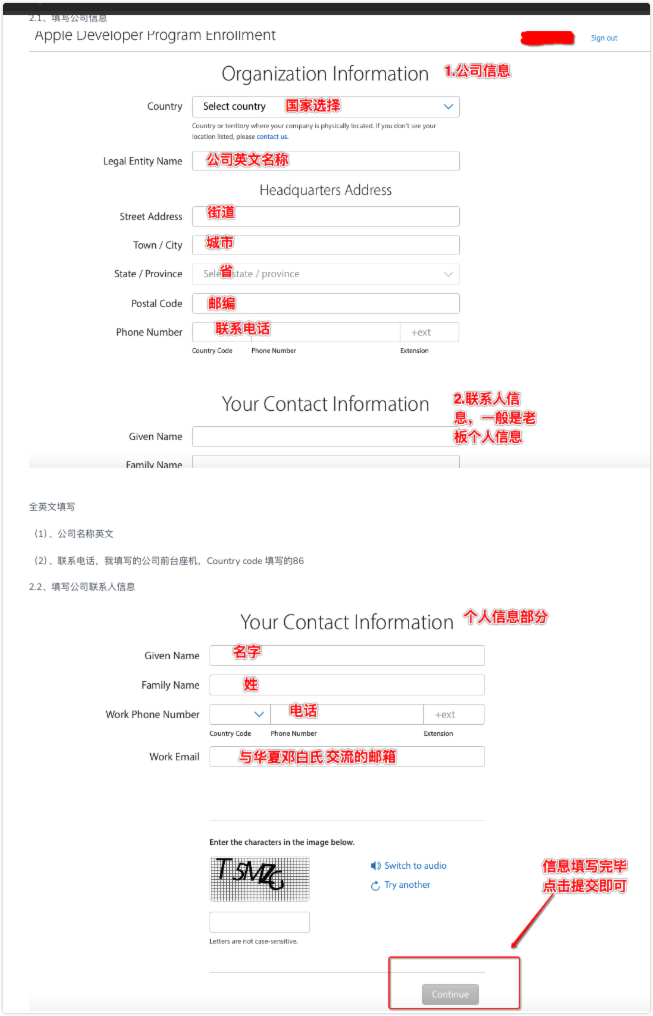 2.1、填写公司信息
Apple Developer Program Enrollment
Sign out
Organization Information
1.公司信息
Country
Select country
国家选择
Country or territory where your company is physically located. If you don't see your
location listed, please contact us.
Legal Entity Name
公司英文名称
Headquarters Address
Street Address
街道
Town / City
城市
State / Province
Select state / province
省
Postal Code
邮编
Phone Number
联系电话
+ext
Country Code
Phone Number
Extension
Your Contact Information
2.联系人信
息，一般是老
板个人信息
Given Name
Family Name
全英文填写
（1）、公司名称英文
（2）、联系电话，我填写的公司前台座机，Country code 填写的86
2.2、填写公司联系人信息
Your Contact Information
个人信息部分
Given Name
名字
Family Name
姓
Work Phone Number
电话
+ext
Country Code
Phone Number
Extension
Work Email
与华夏邓白氏 交流的邮箱
Enter the characters in the image below.
T5MZG
Switch to audio
Try another
Letters are not case-sensitive.
信息填写完毕
点击提交即可
Continue